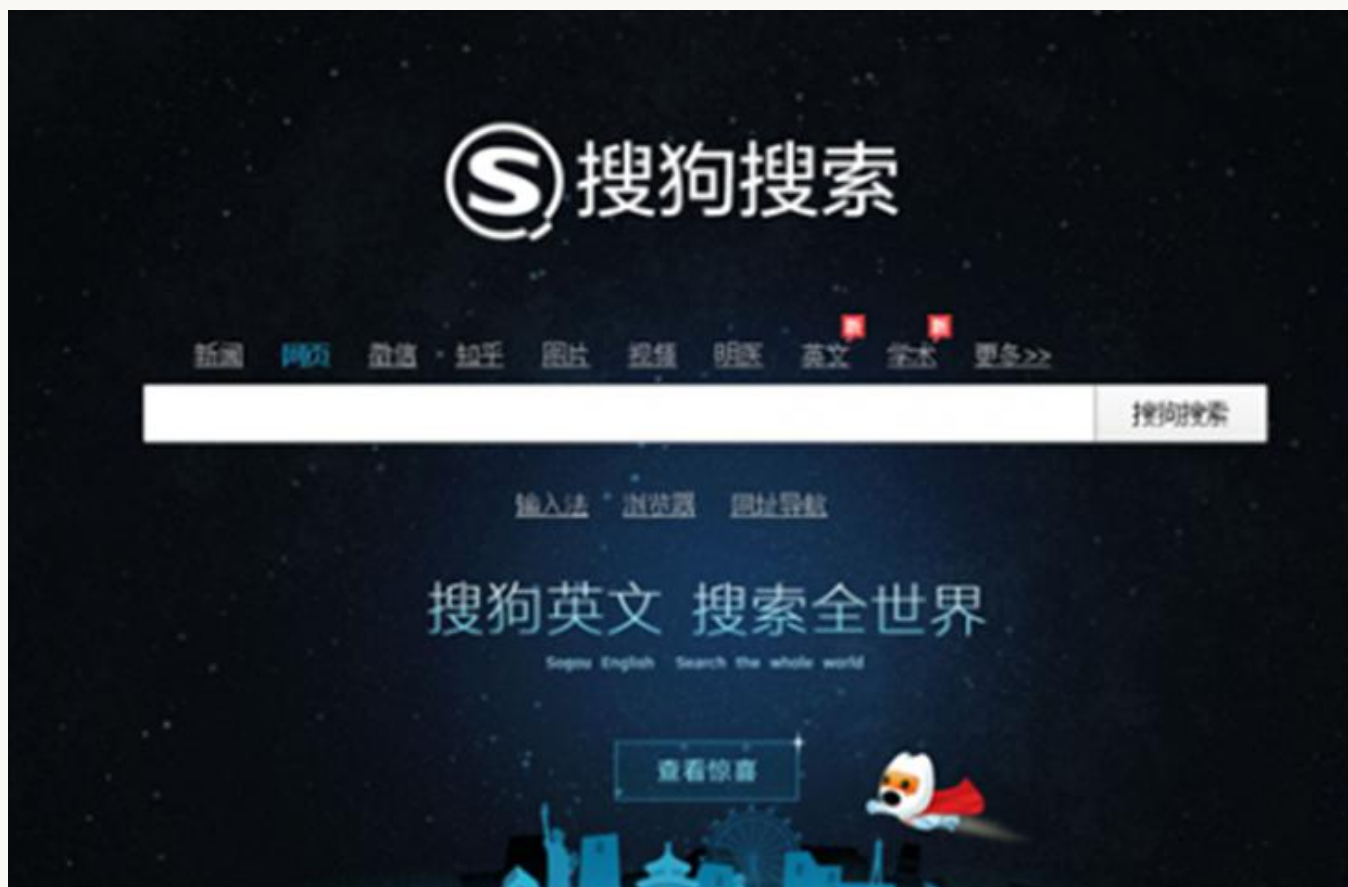 S搜狗搜索
新 新
新闻 网页 微信 知乎 图片 视频 明医 英文 学术 更多>>
搜狗搜索
输入法 浏览器 网址导航
搜狗英文 搜索全世界
Sogou English Search the whole world
查看惊喜